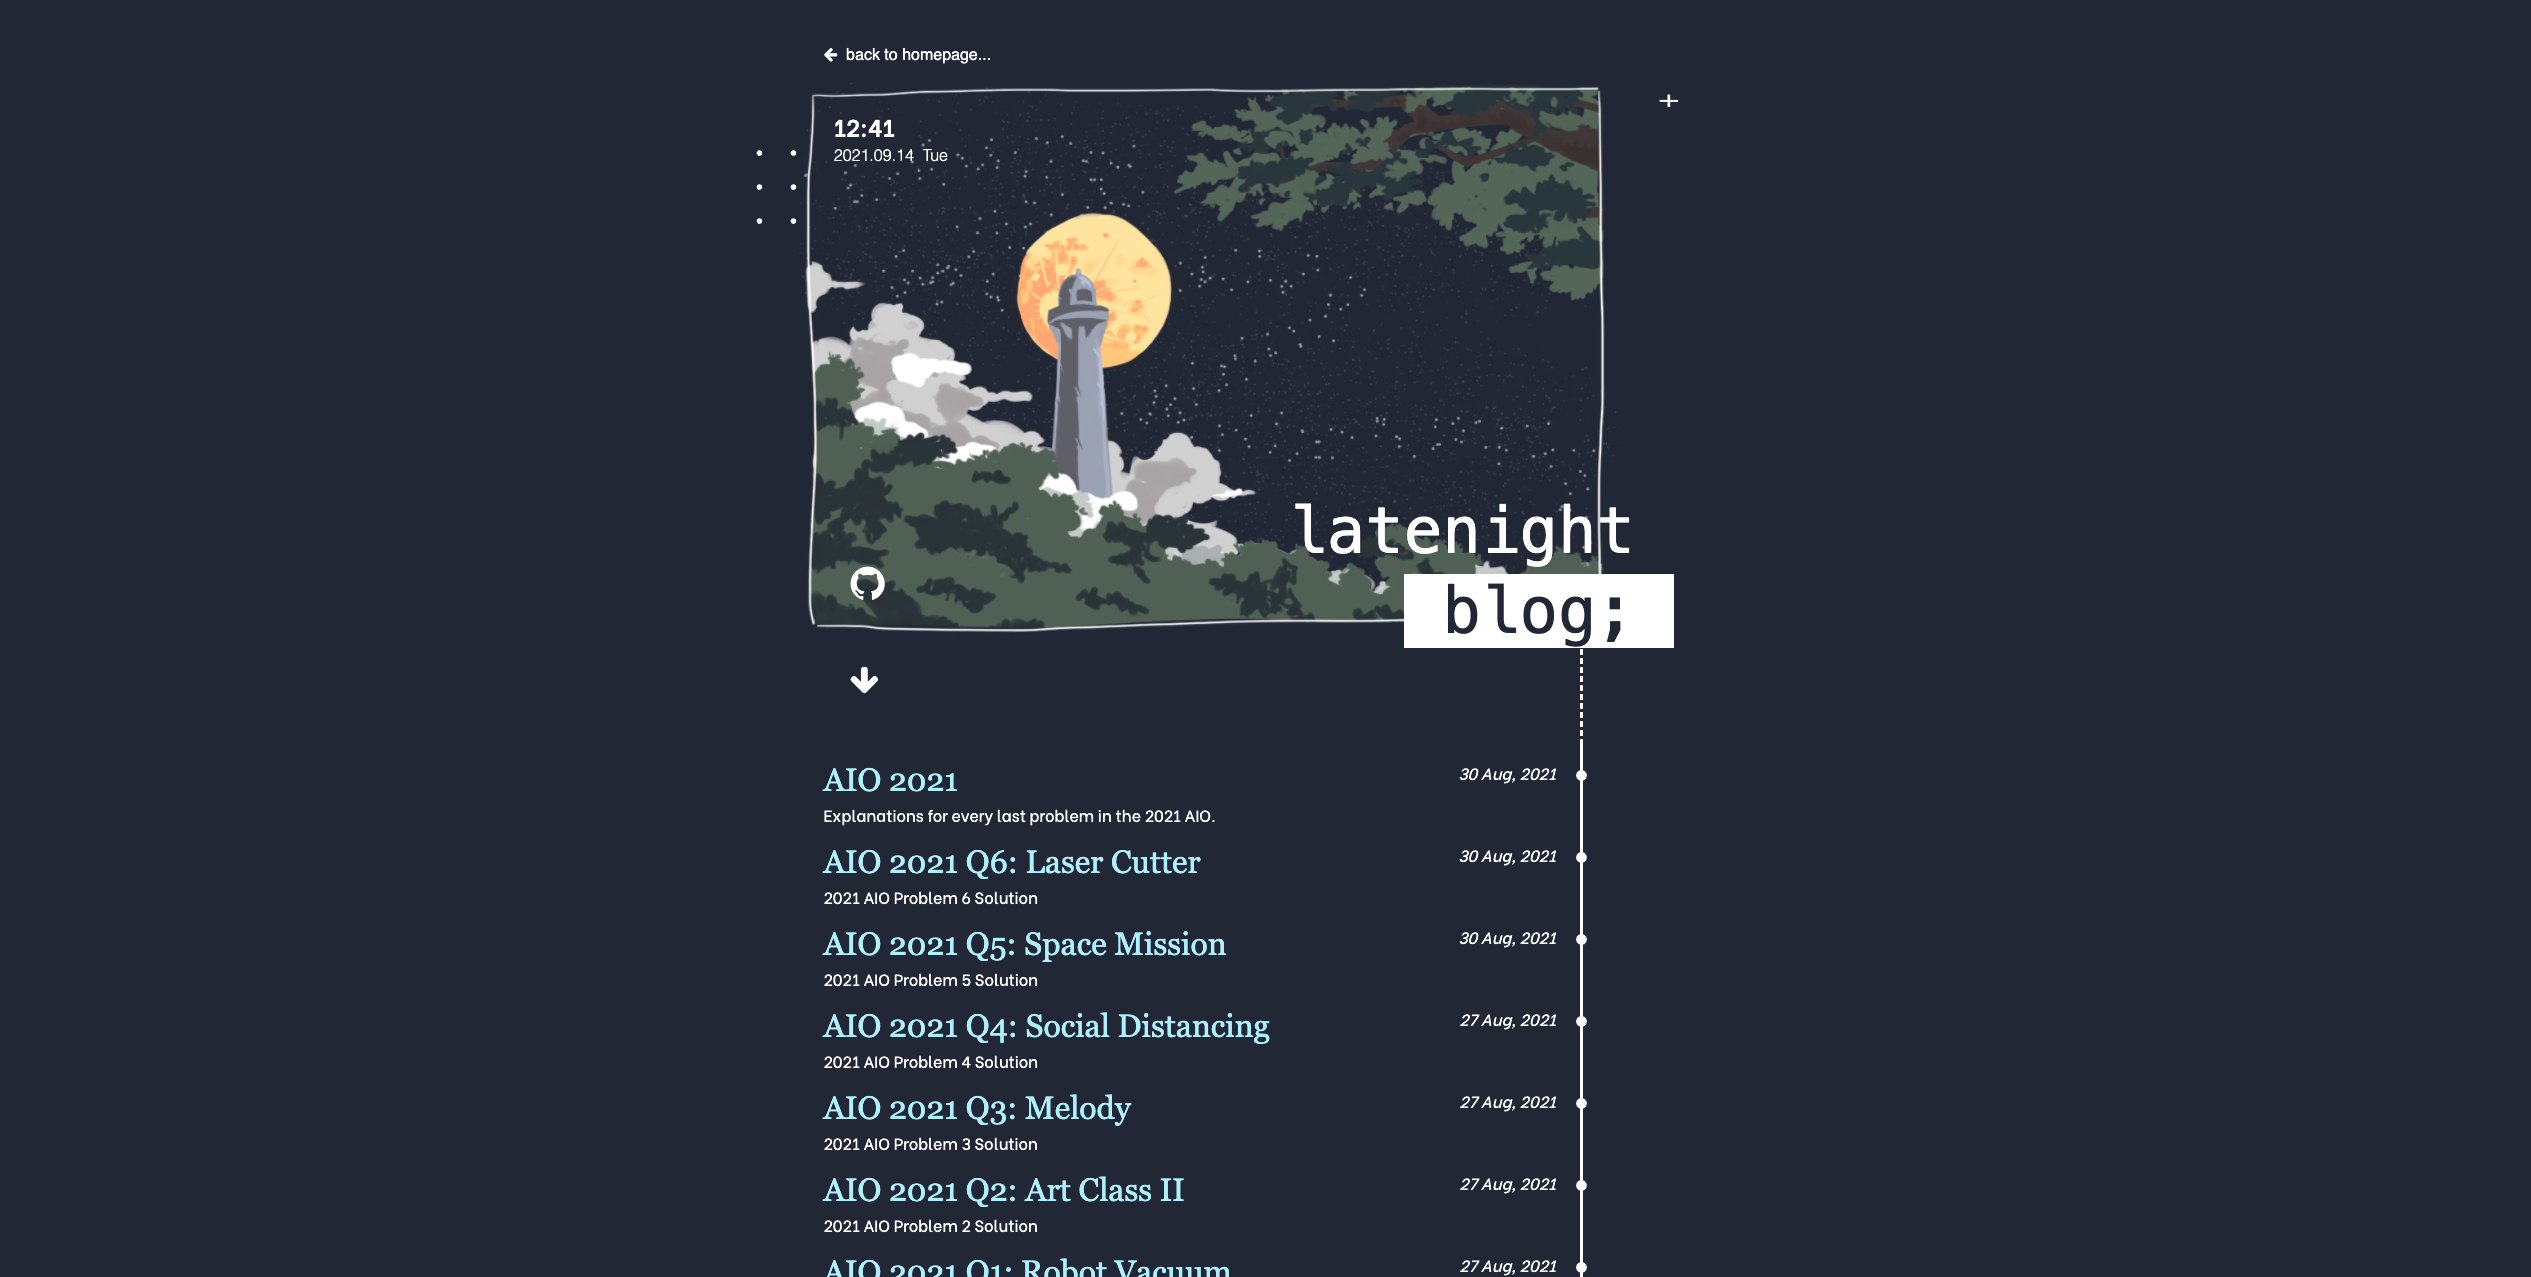 back to homepage...
12:41
2021.09.14 Tue
latenight
blog;
AIO 2021
30 Aug, 2021
Explanations for every last problem in the 2021 AIO.
AIO 2021 Q6: Laser Cutter
30 Aug, 2021
2021 AIO Problem 6 Solution
AIO 2021 Q5: Space Mission
30 Aug, 2021
2021 AIO Problem 5 Solution
AIO 2021 Q4: Social Distancing
27 Aug, 2021
2021 AIO Problem 4 Solution
AIO 2021 Q3: Melody
27 Aug, 2021
2021 AIO Problem 3 Solution
AIO 2021 Q2: Art Class II
27 Aug, 2021
2021 AIO Problem 2 Solution
AIO 2021 Q1: Robot Vacuum
27 Aug, 2021